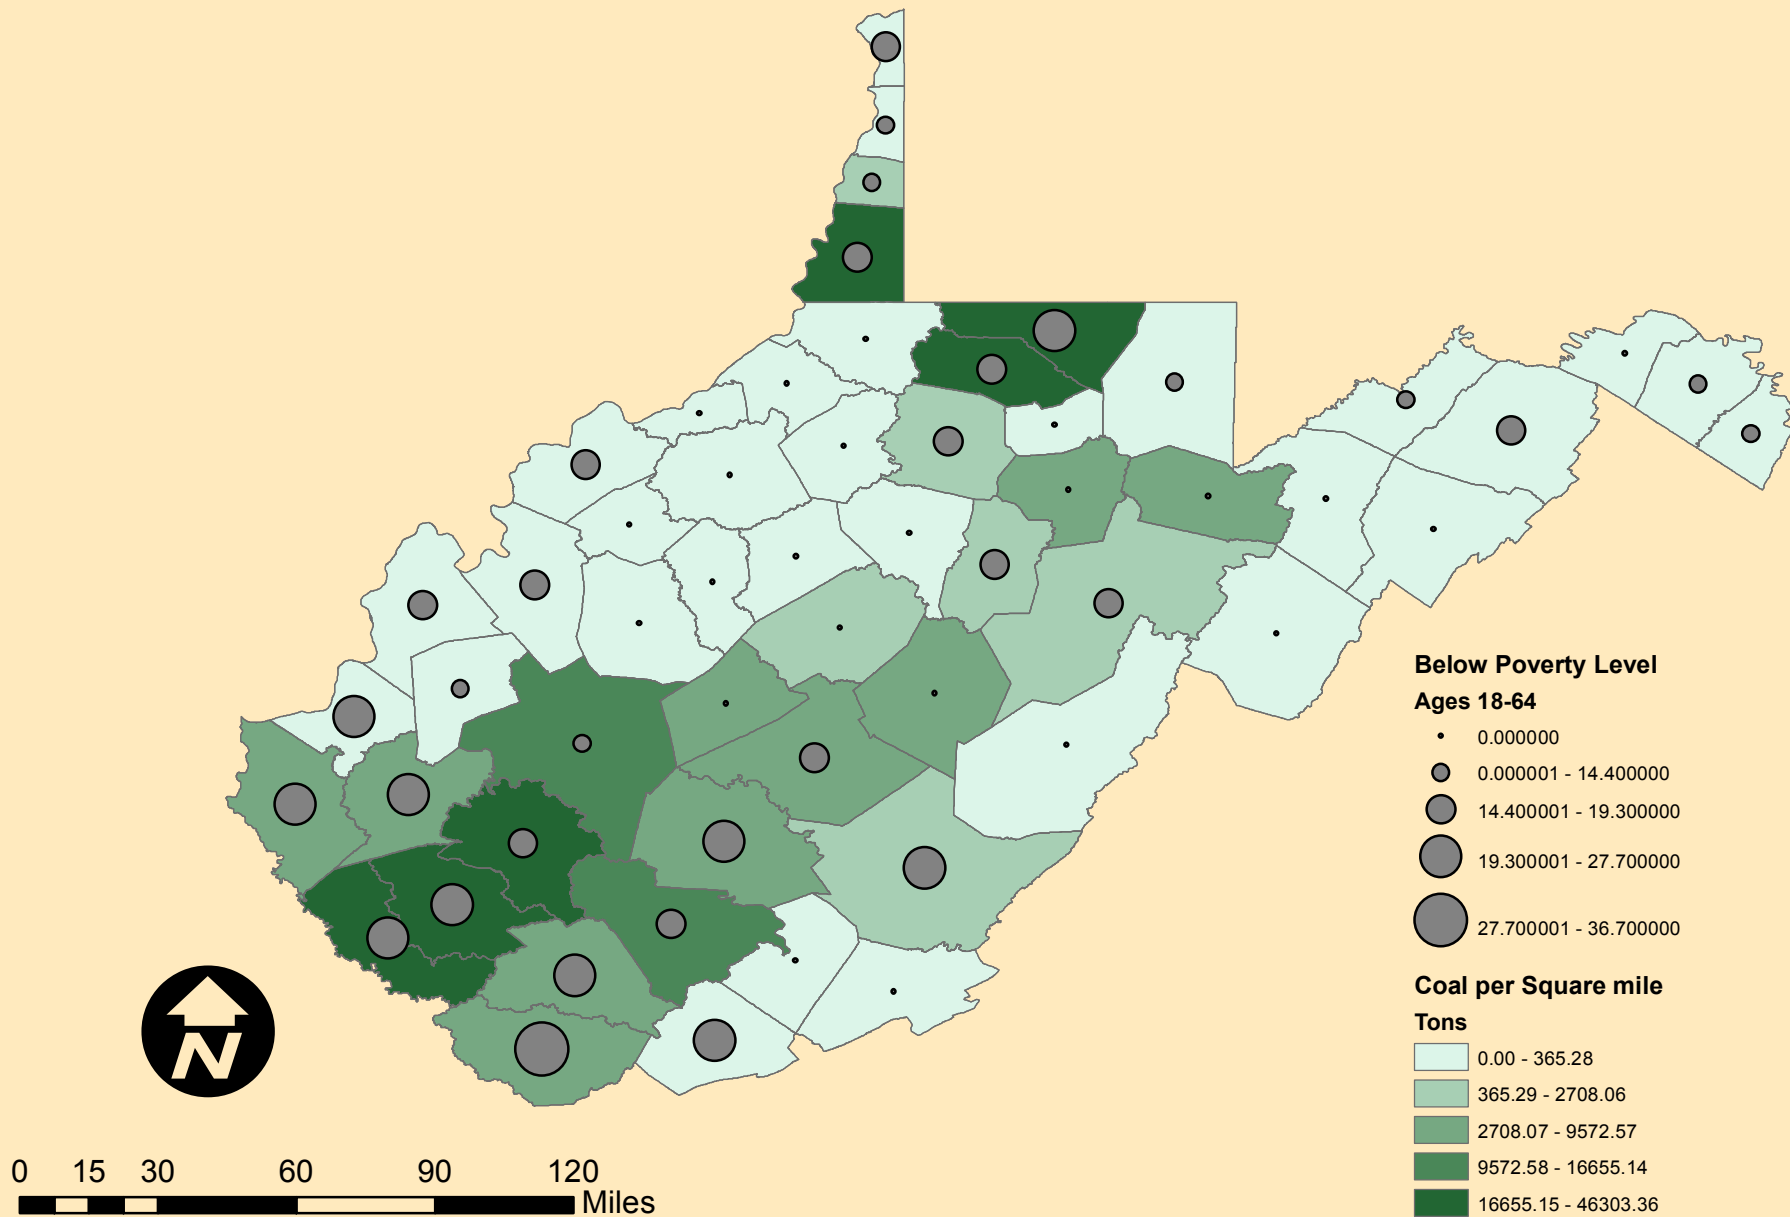 Below Poverty Level
Ages 18-64
0.000000
0.000001 - 14.400000
14.400001 - 19.300000
19.300001 - 27.700000
27.700001 - 36.700000
Coal per Square mile
Tons
0.00 - 365.28
365.29 - 2708.06
2708.07 - 9572.57
9572.58 - 16655.14
16655.15 - 46303.36
N
0 15 30 60 90 120
Miles